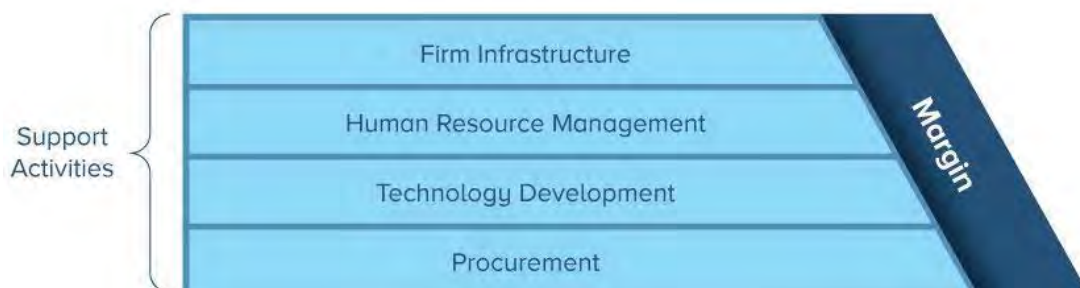 Support
Activities
Firm Infrastructure
Human Resource Management
Technology Development
Procurement
Margin